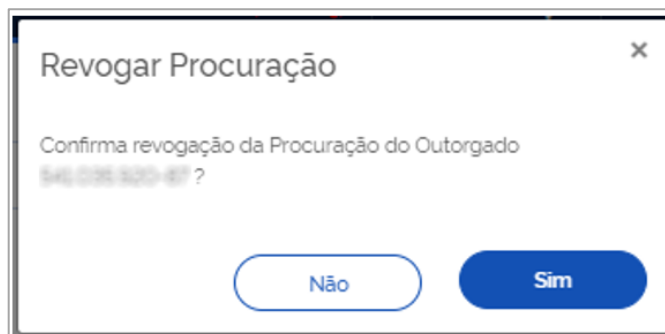 Revogar Procuração
×
Confirma revogação da Procuração do Outorgado
?
Não
Sim